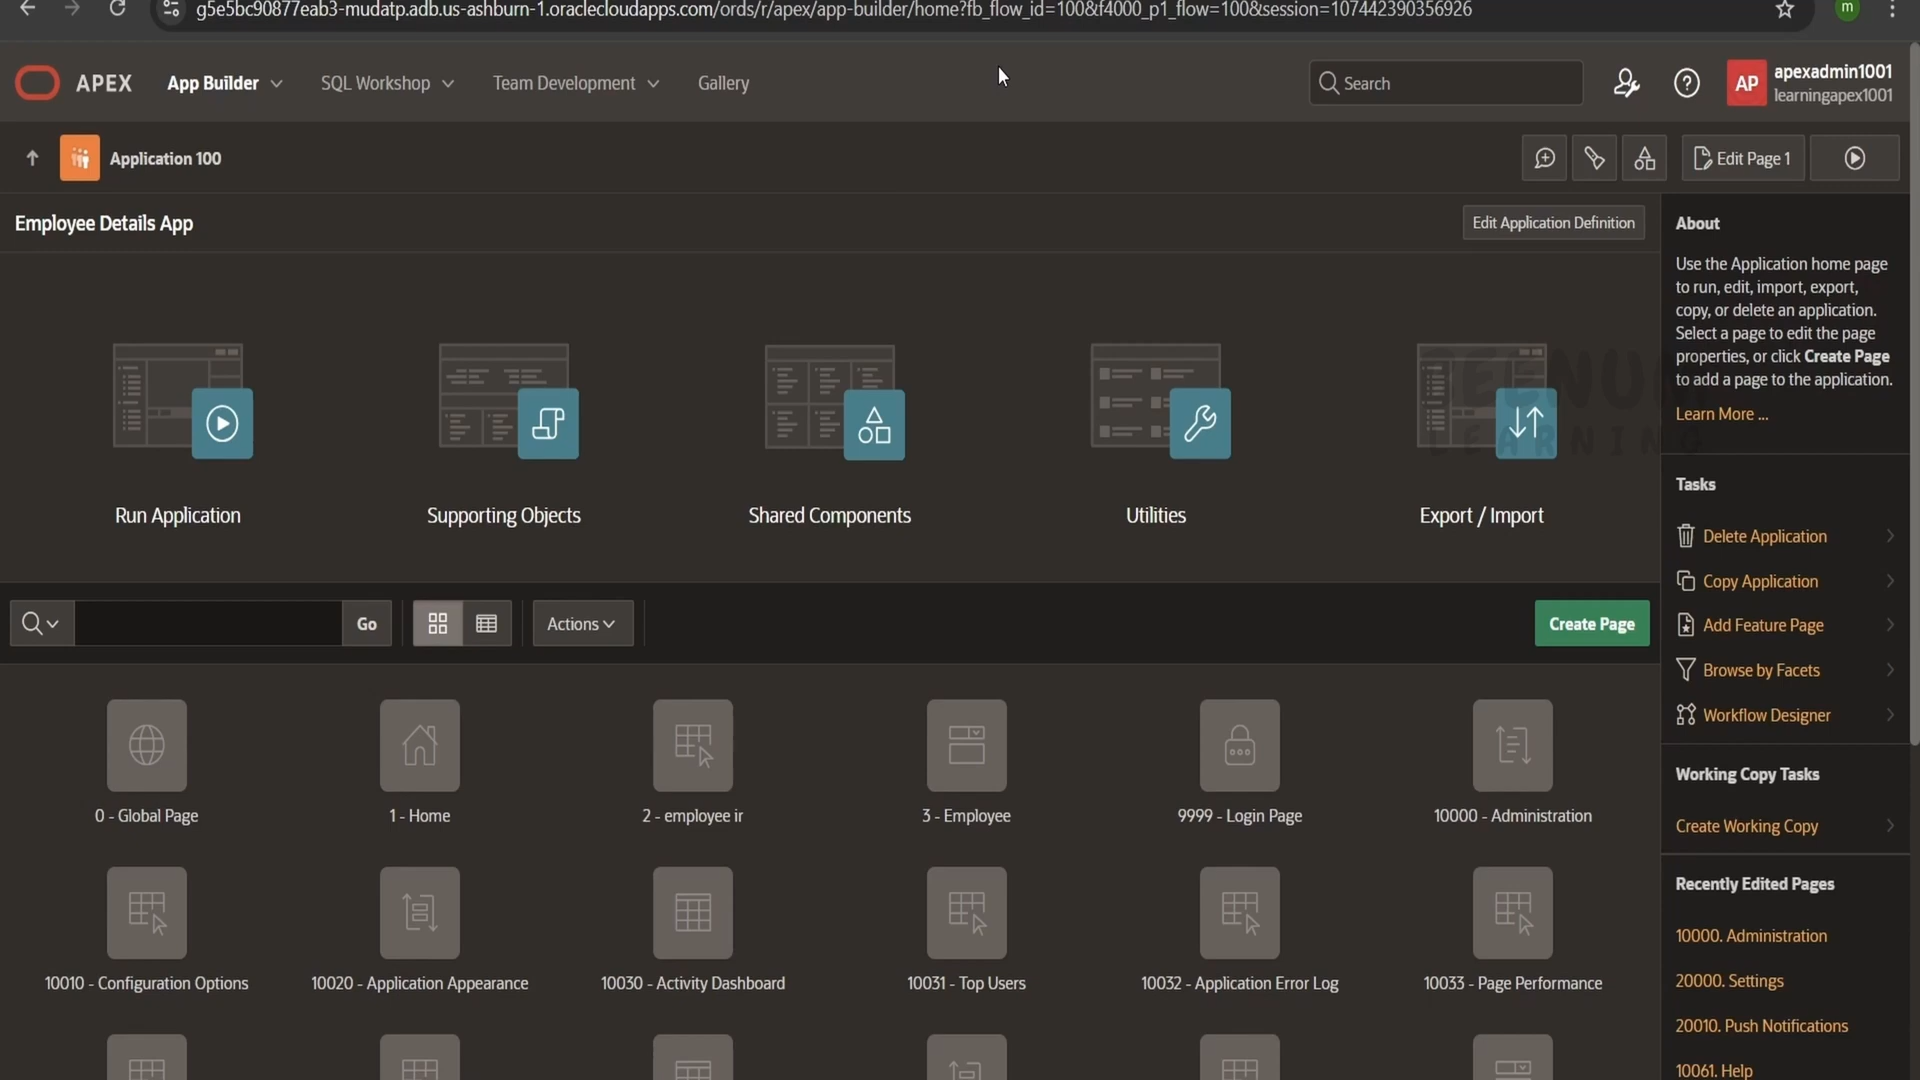 g5e5bc90877eab3-mudatp.adb.us-ashburn-1.oraclecloudapps.com/ords/r/apex/app-builder/home?fb_flow_id=100&f4000_p1_flow=100&session=107442390356926
m
APEX
App Builder
SQL Workshop
Team Development
Gallery
Search
AP
apexadmin1001
learningapex1001
Application 100
Edit Page 1
Employee Details App
Edit Application Definition
Run Application
Supporting Objects
Shared Components
Utilities
Export / Import
Go
Actions
Create Page
0 - Global Page
1 - Home
2 - employee ir
3 - Employee
9999 - Login Page
10000 - Administration
10010 - Configuration Options
10020 - Application Appearance
10030 - Activity Dashboard
10031 - Top Users
10032 - Application Error Log
10033 - Page Performance
About
Use the Application home page
to run, edit, import, export,
copy, or delete an application.
Select a page to edit the page
properties, or click Create Page
to add a page to the application.
Learn More ...
LEARNING
Tasks
Delete Application
Copy Application
Add Feature Page
Browse by Facets
Workflow Designer
Working Copy Tasks
Create Working Copy
Recently Edited Pages
10000. Administration
20000. Settings
20010. Push Notifications
10061. Help